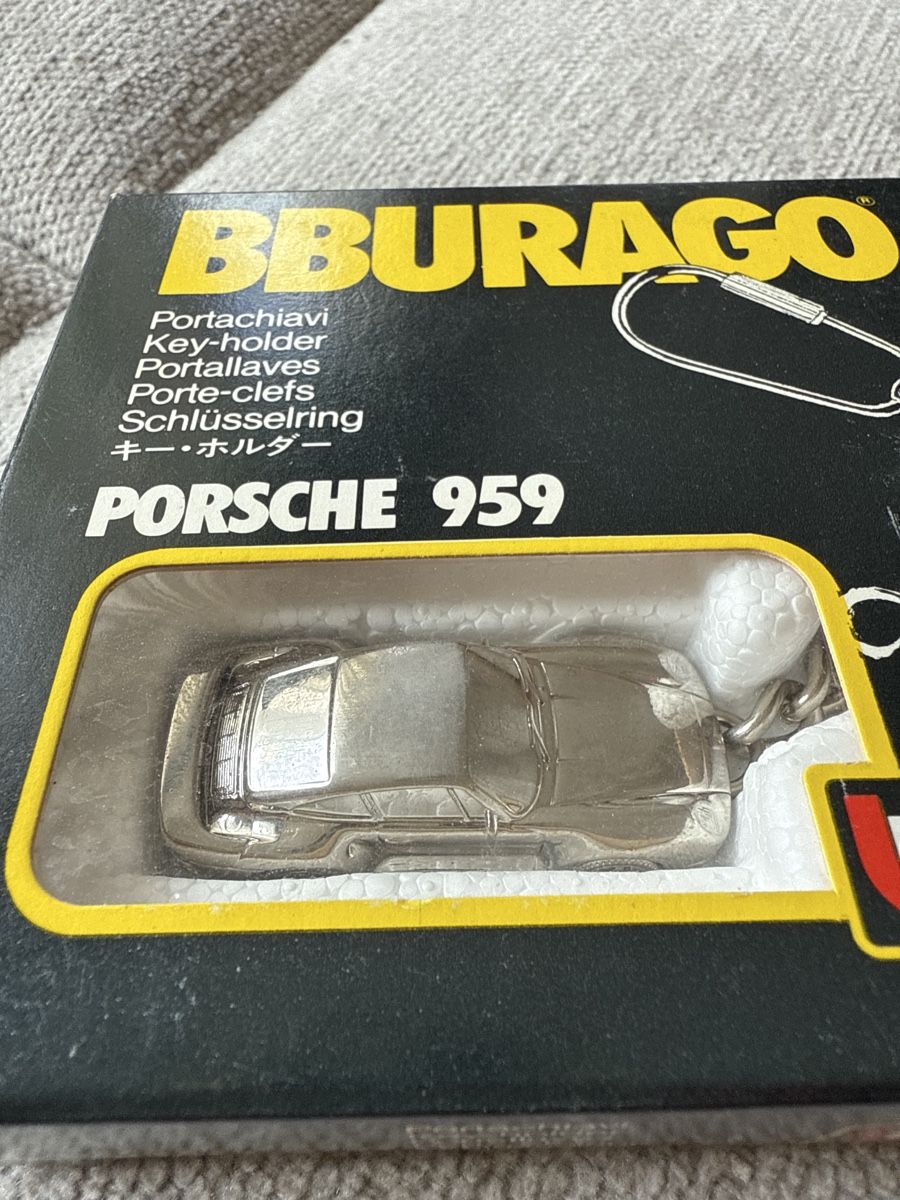 BBURAGO®
Portachiavi
Key-holder
Portallaves
Porte-clefs
Schlüsselring
キー・ホルダー
PORSCHE 959